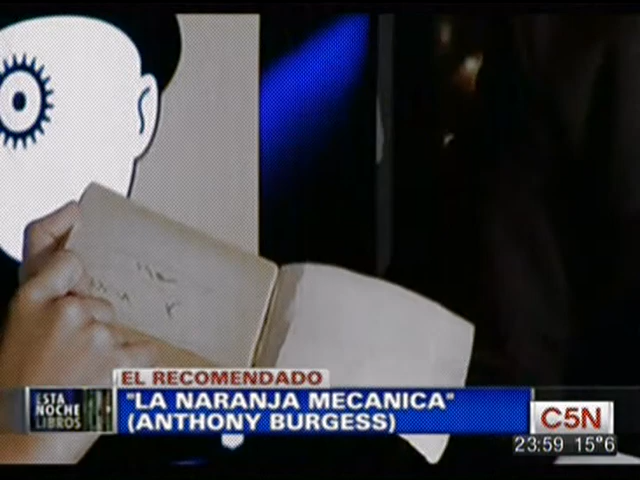 EL RECOMENDADO
ESTA
NOCHE
LIBROS
"LA NARANJA MECANICA"
(ANTHONY BURGESS)
C5N
23:59 15°6